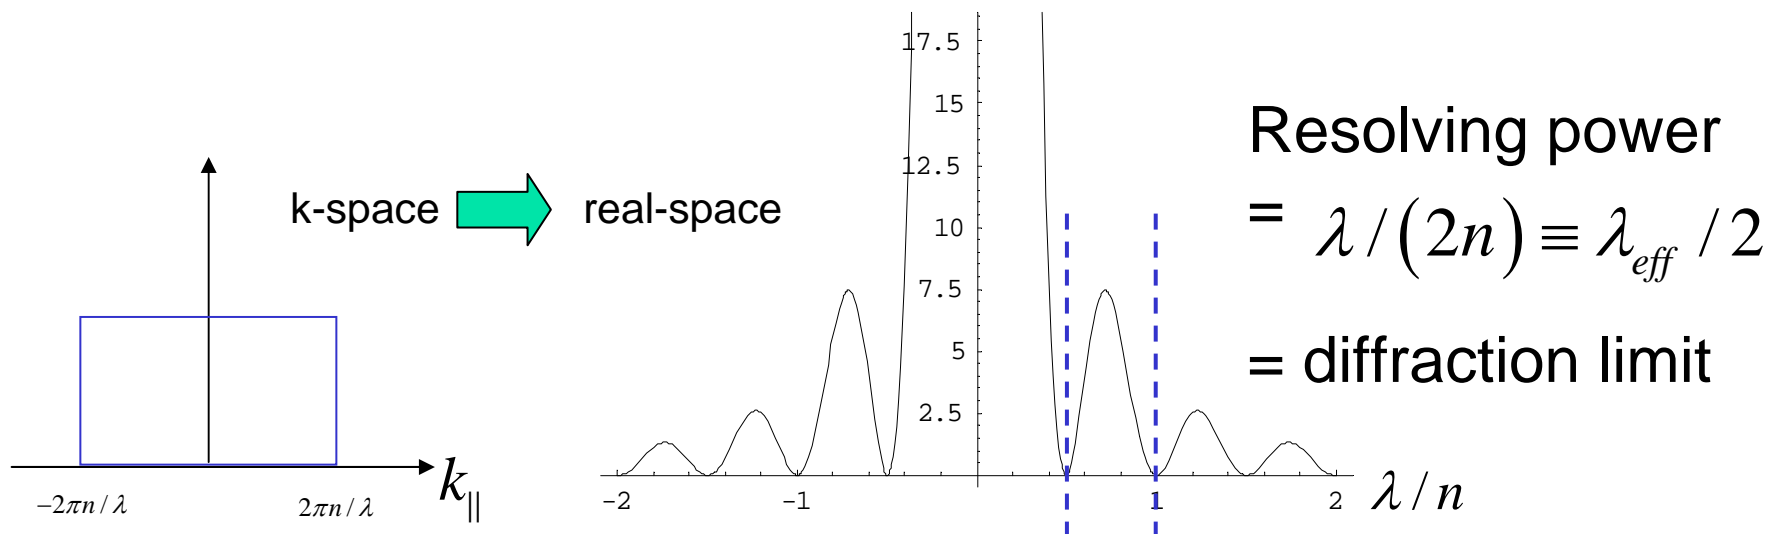 k-space
real-space
k∥
−2πn/λ
2πn/λ
17.5
15
12.5
10
7.5
5
2.5
-2
-1
1
2
λ/n
Resolving power
= λ/(2n) ≡ λ_eff /2
= diffraction limit